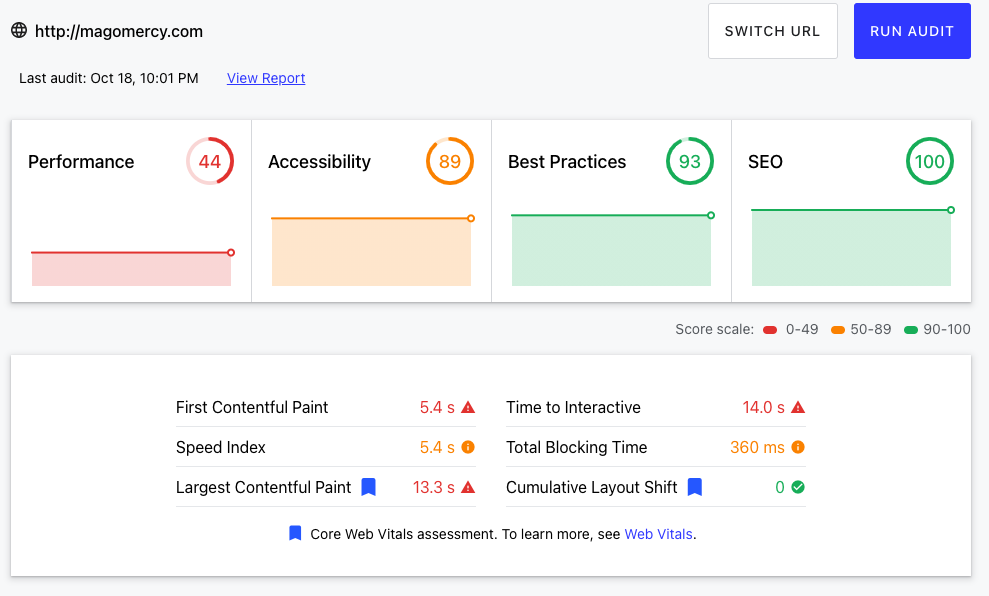 http://magomercy.com
SWITCH URL
RUN AUDIT
Last audit: Oct 18, 10:01 PM View Report
Performance 44
Accessibility 89
Best Practices 93
SEO 100
Score scale: 0-49 50-89 90-100
First Contentful Paint 5.4 s
Time to Interactive 14.0 s
Speed Index 5.4 s
Total Blocking Time 360 ms
Largest Contentful Paint 13.3 s
Cumulative Layout Shift 0
Core Web Vitals assessment. To learn more, see Web Vitals.